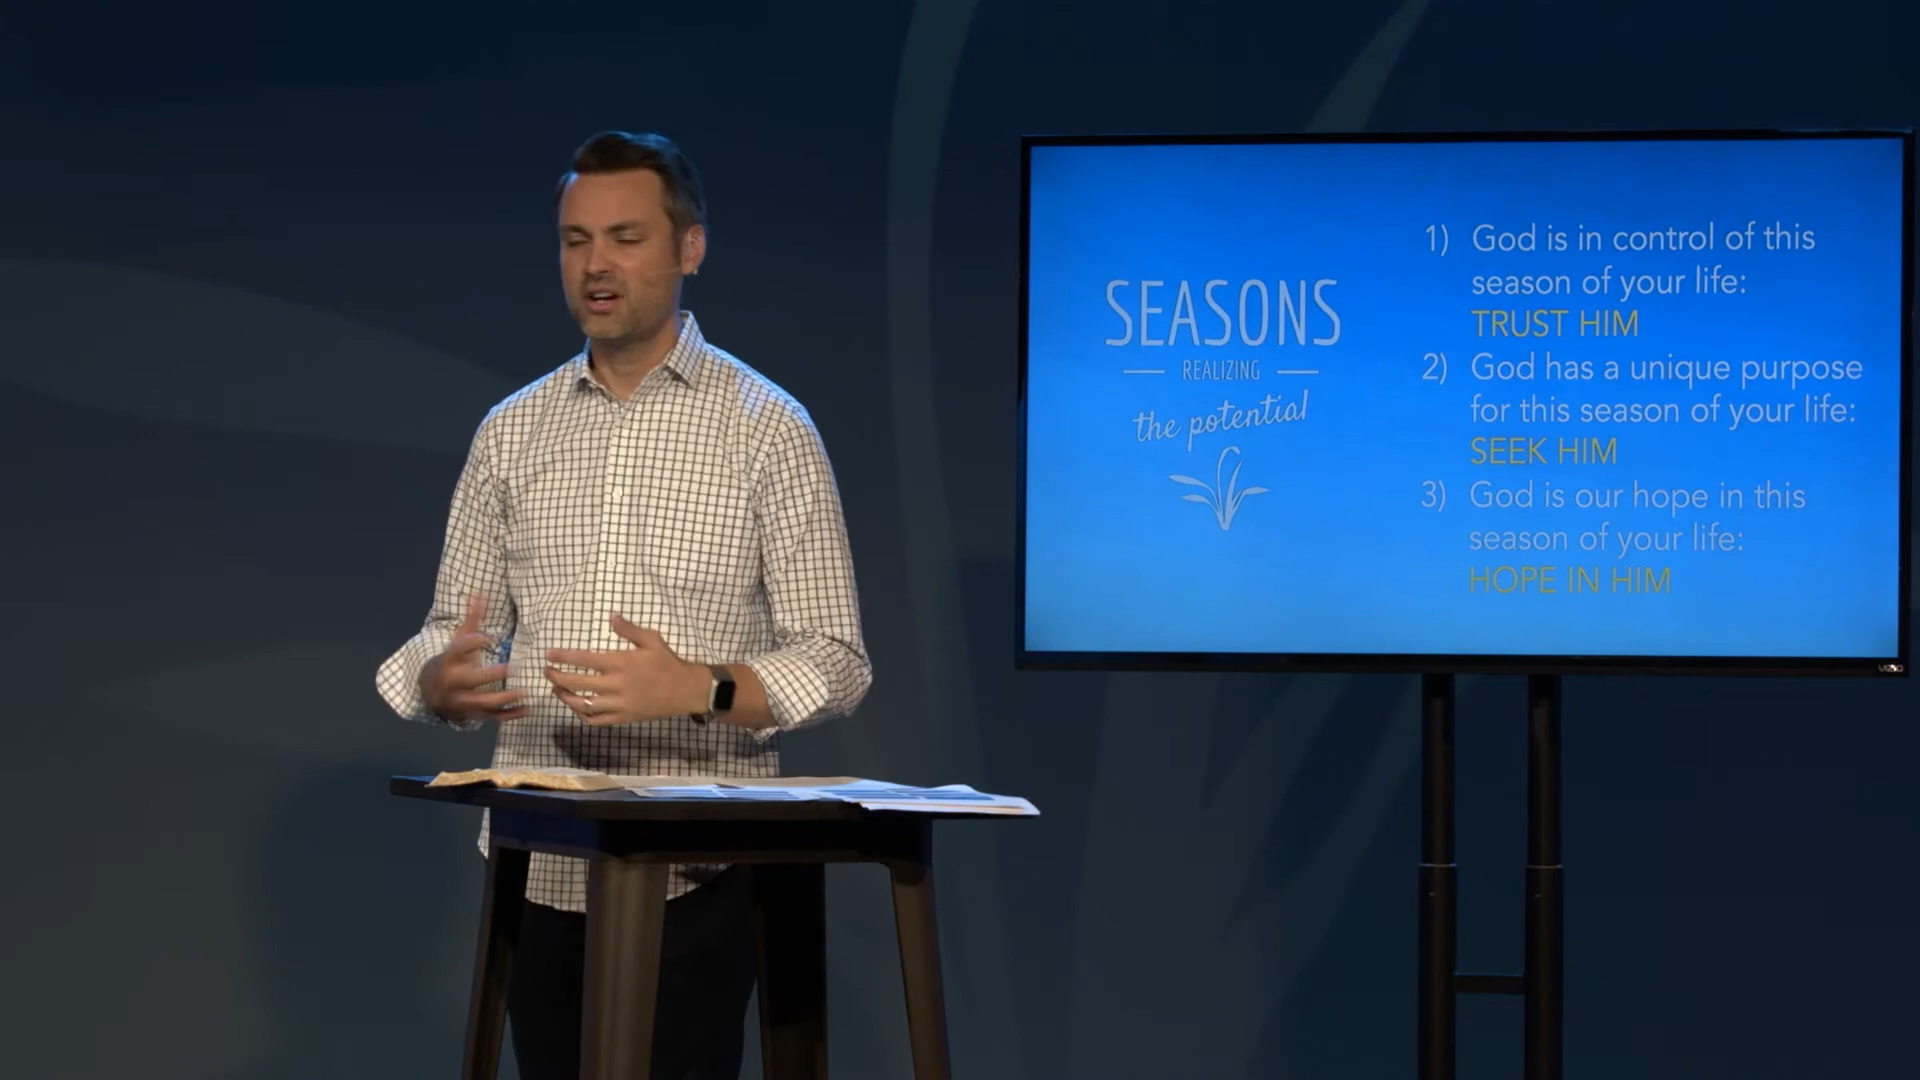 SEASONS
REALIZING
the potential
1) God is in control of this
season of your life:
TRUST HIM
2) God has a unique purpose
for this season of your life:
SEEK HIM
3) God is our hope in this
season of your life:
HOPE IN HIM
VIZIO